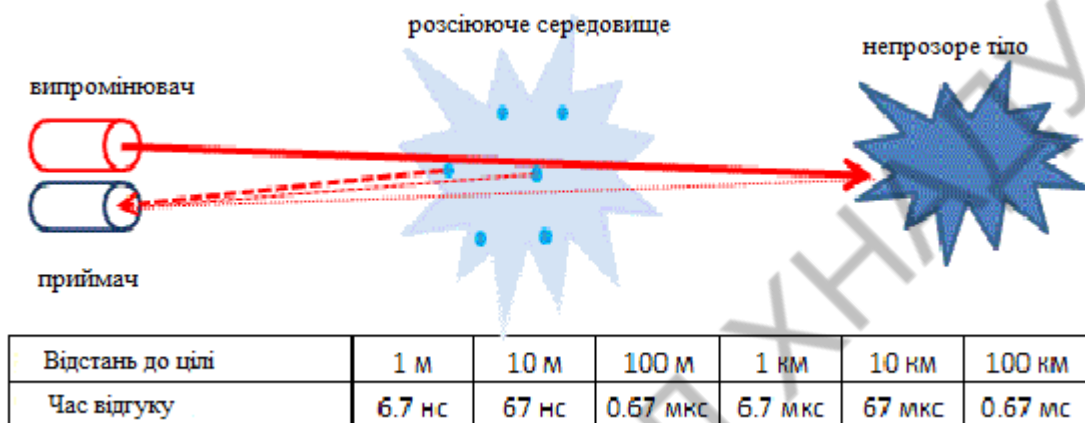 розсіююче середовище
непрозоре тіло
випромінювач
приймач
Відстань до цілі 1 м 10 м 100 м 1 км 10 км 100 км
Час відгуку 6.7 нс 67 нс 0.67 мкс 6.7 мкс 67 мкс 0.67 мс